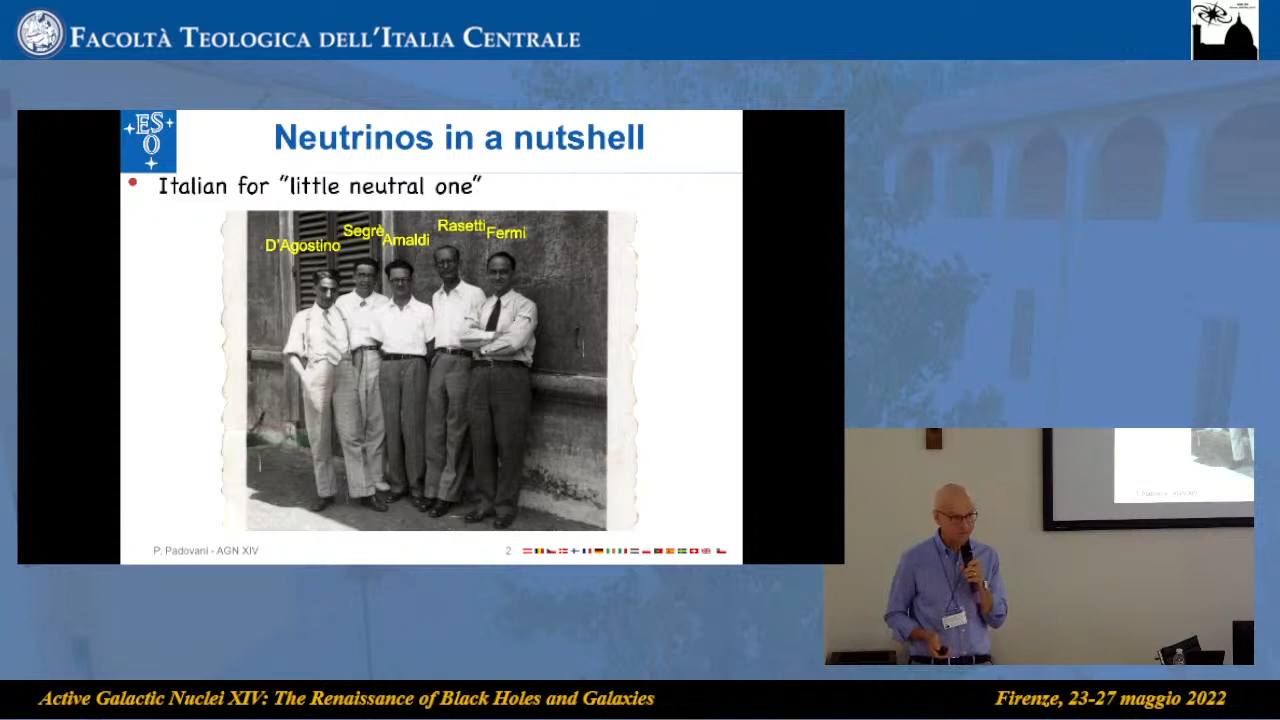 FACOLTÀ TEOLOGICA DELL'ITALIA CENTRALE
ESO
Neutrinos in a nutshell
Italian for "little neutral one"
D'Agostino
Segrè
Amaldi
Rasetti
Fermi
P. Padovani - AGN XIV
2
Active Galactic Nuclei XIV: The Renaissance of Black Holes and Galaxies
Firenze, 23-27 maggio 2022